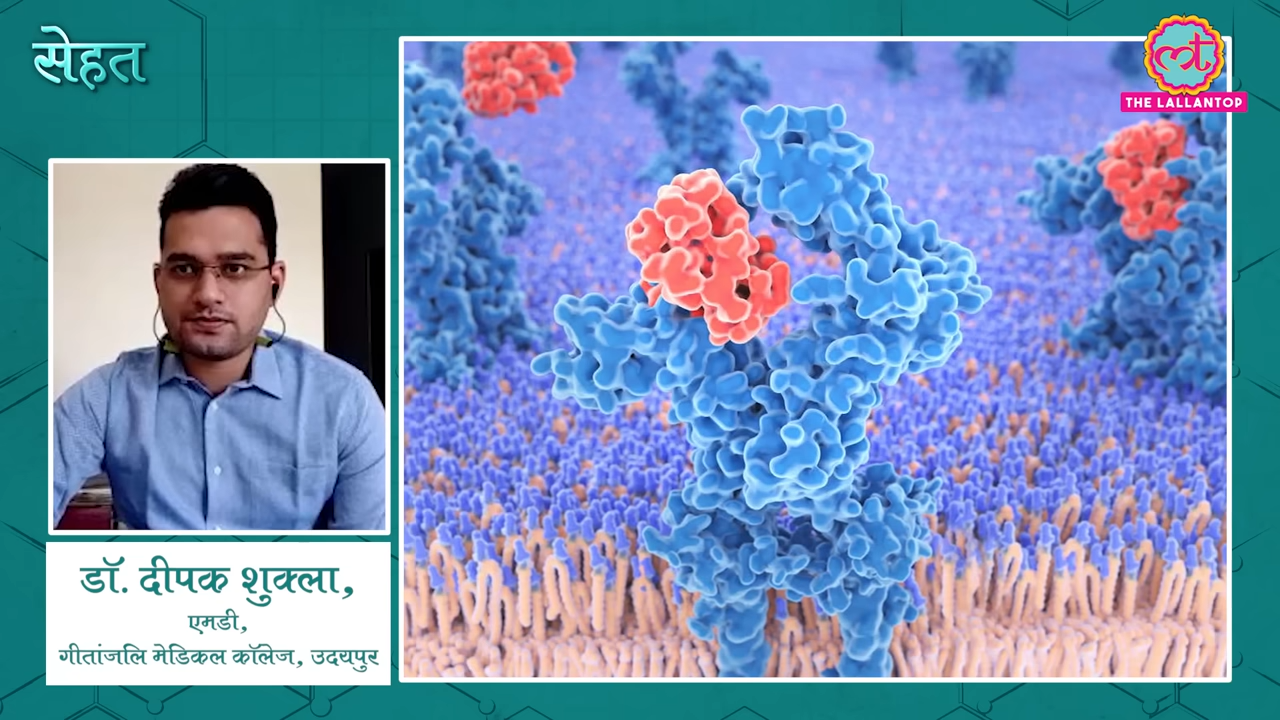 सेहत
THE LALLANTOP
डॉ. दीपक शुक्ला,
एमडी,
गीतांजलि मेडिकल कॉलेज, उदयपुर